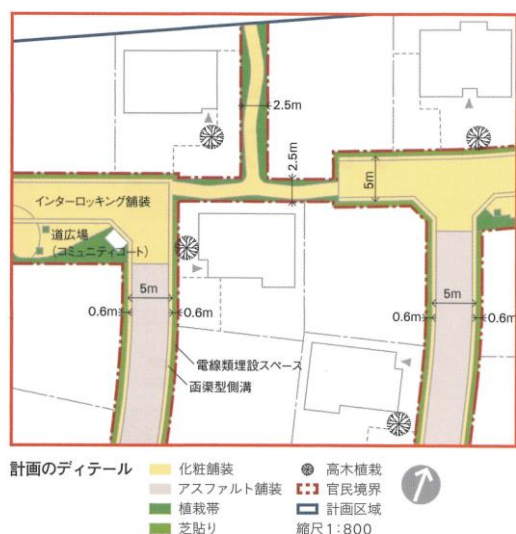 2.5m
2.5m
5m
インターロッキング舗装
道広場
(コミュニティコート)
5m
0.6m
0.6m
5m
0.6m
0.6m
電線類埋設スペース
函渠型側溝
計画のディテール
化粧舗装
高木植栽
アスファルト舗装
官民境界
植栽帯
計画区域
芝貼り
縮尺1:800